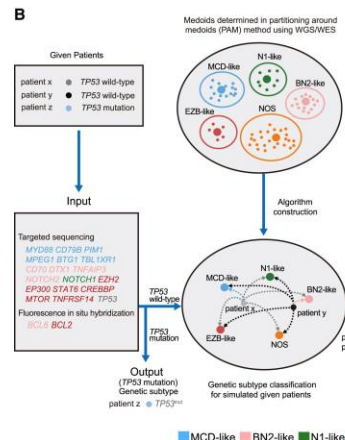 B
Given Patients
patient x TP53 wild-type
patient y TP53 wild-type
patient z TP53 mutation
Input
Targeted sequencing
MYD88 CD79B PIM1
MPEG1 BTG1 TBL1XR1
CD70 DTX1 TNFAIP3
NOTCH2 NOTCH1 EZH2
EP300 STAT6 CREBBP
MTOR TNFRSF14 TP53
Fluorescence in situ hybridization
BCL6 BCL2
TP53
wild-type
TP53
mutation
Output
(TP53 mutation)
Genetic subtype
patient z TP53Mut
Medoids determined in partitioning around
medoids (PAM) method using WGS/WES
N1-like
MCD-like
BN2-like
EZB-like
NOS
Algorithm
construction
N1-like
MCD-like
BN2-like
patient x
patient y
EZB-like
NOS
Genetic subtype classification
for simulated given patients
p
p
MCD-like BN2-like N1-like